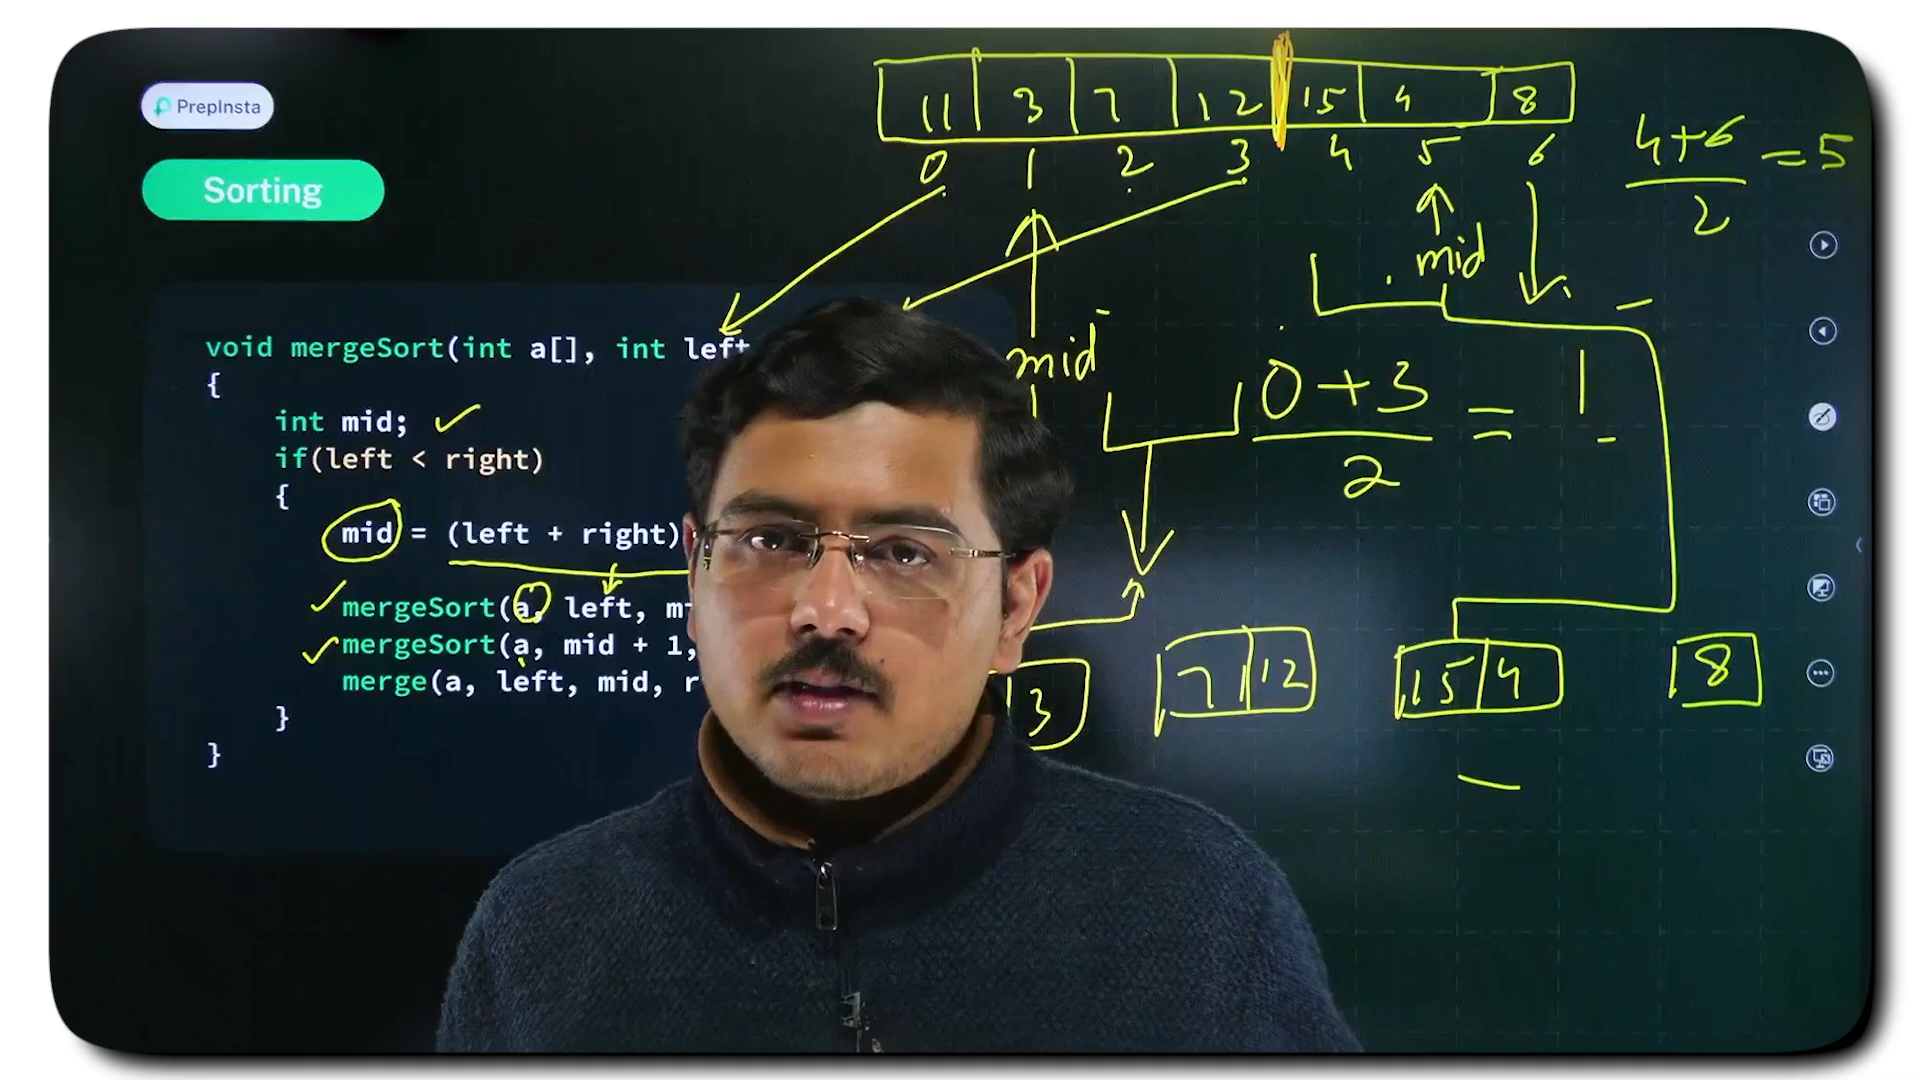 PrepInsta
Sorting
void mergeSort(int a[], int left
{
int mid;
if(left < right)
{
mid = (left + right)
mergeSort(a, left, m
mergeSort(a, mid + 1,
merge(a, left, mid, r
}
}
11 3 7 12 15 4 8
0 1 2 3 4 5 6
4+6
= 5
2
mid
mid
0 + 3
= 1
2
3
7 12
15 4
8